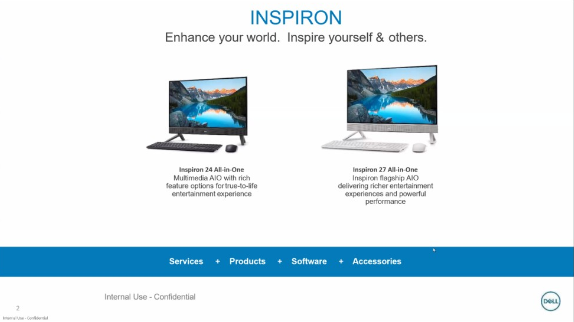 INSPIRON
Enhance your world. Inspire yourself & others.
Inspiron 24 All-in-One
Multimedia AIO with rich
feature options for true-to-life
entertainment experience
Inspiron 27 All-in-One
Inspiron flagship AIO
delivering richer entertainment
experiences and powerful
performance
Services + Products + Software + Accessories
Internal Use - Confidential
DELL
7
Internal Use - Confidential